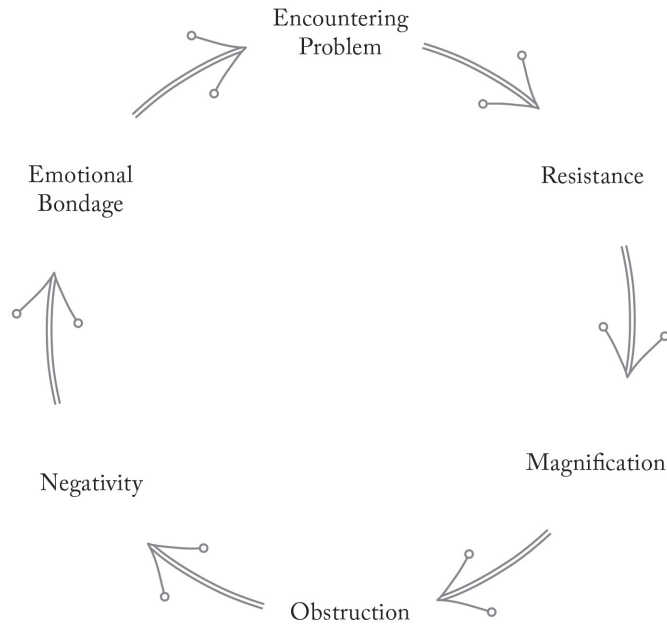 Encountering
Problem
Resistance
Magnification
Obstruction
Negativity
Emotional
Bondage